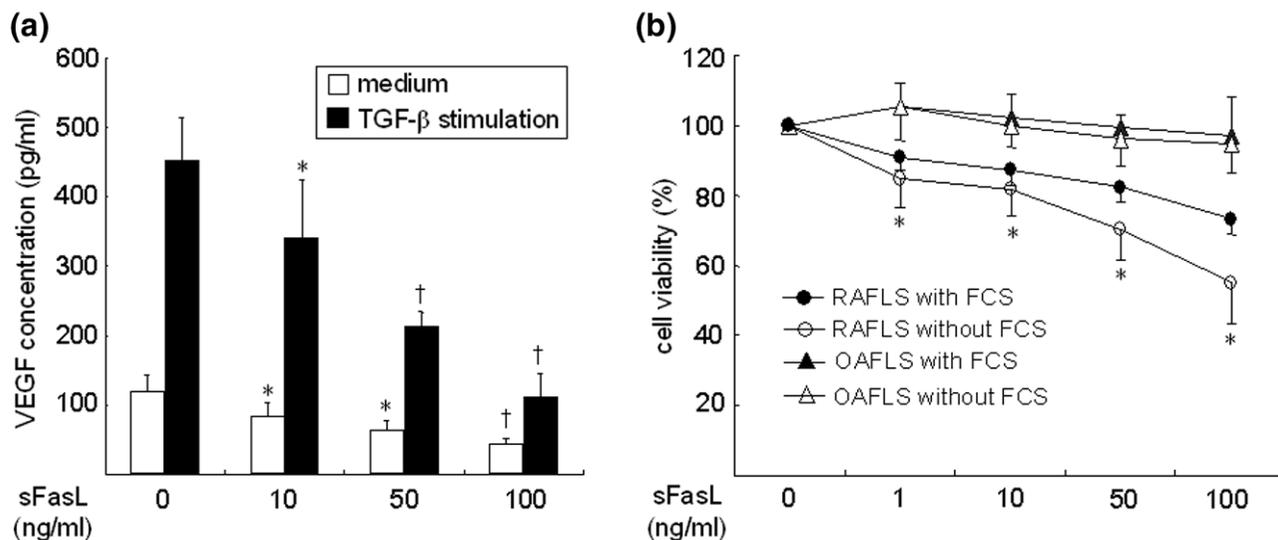 (a)
600
500
400
300
200
100
VEGF concentration (pg/ml)
medium
TGF-β stimulation
*
*
*
†
†
†
0 10 50 100
sFasL
(ng/ml)
(b)
120
100
80
60
40
20
cell viability (%)
RAFLS with FCS
RAFLS without FCS
OAFLS with FCS
OAFLS without FCS
*
*
*
*
0 1 10 50 100
sFasL
(ng/ml)